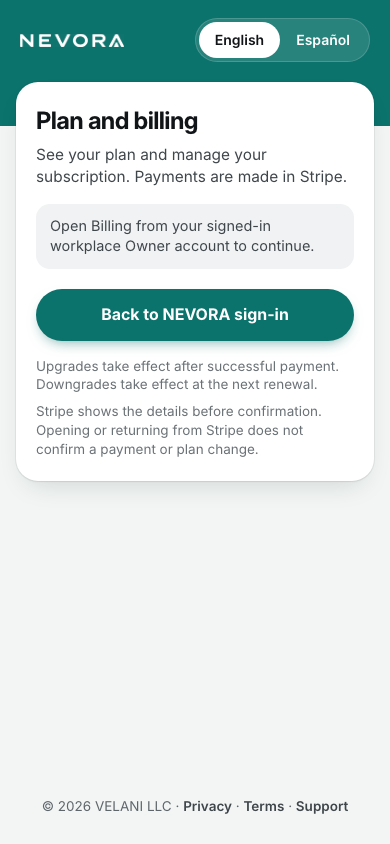 NEVORA
English
Español
Plan and billing
See your plan and manage your
subscription. Payments are made in Stripe.
Open Billing from your signed-in
workplace Owner account to continue.
Back to NEVORA sign-in
Upgrades take effect after successful payment.
Downgrades take effect at the next renewal.
Stripe shows the details before confirmation.
Opening or returning from Stripe does not
confirm a payment or plan change.
© 2026 VELANI LLC · Privacy · Terms · Support